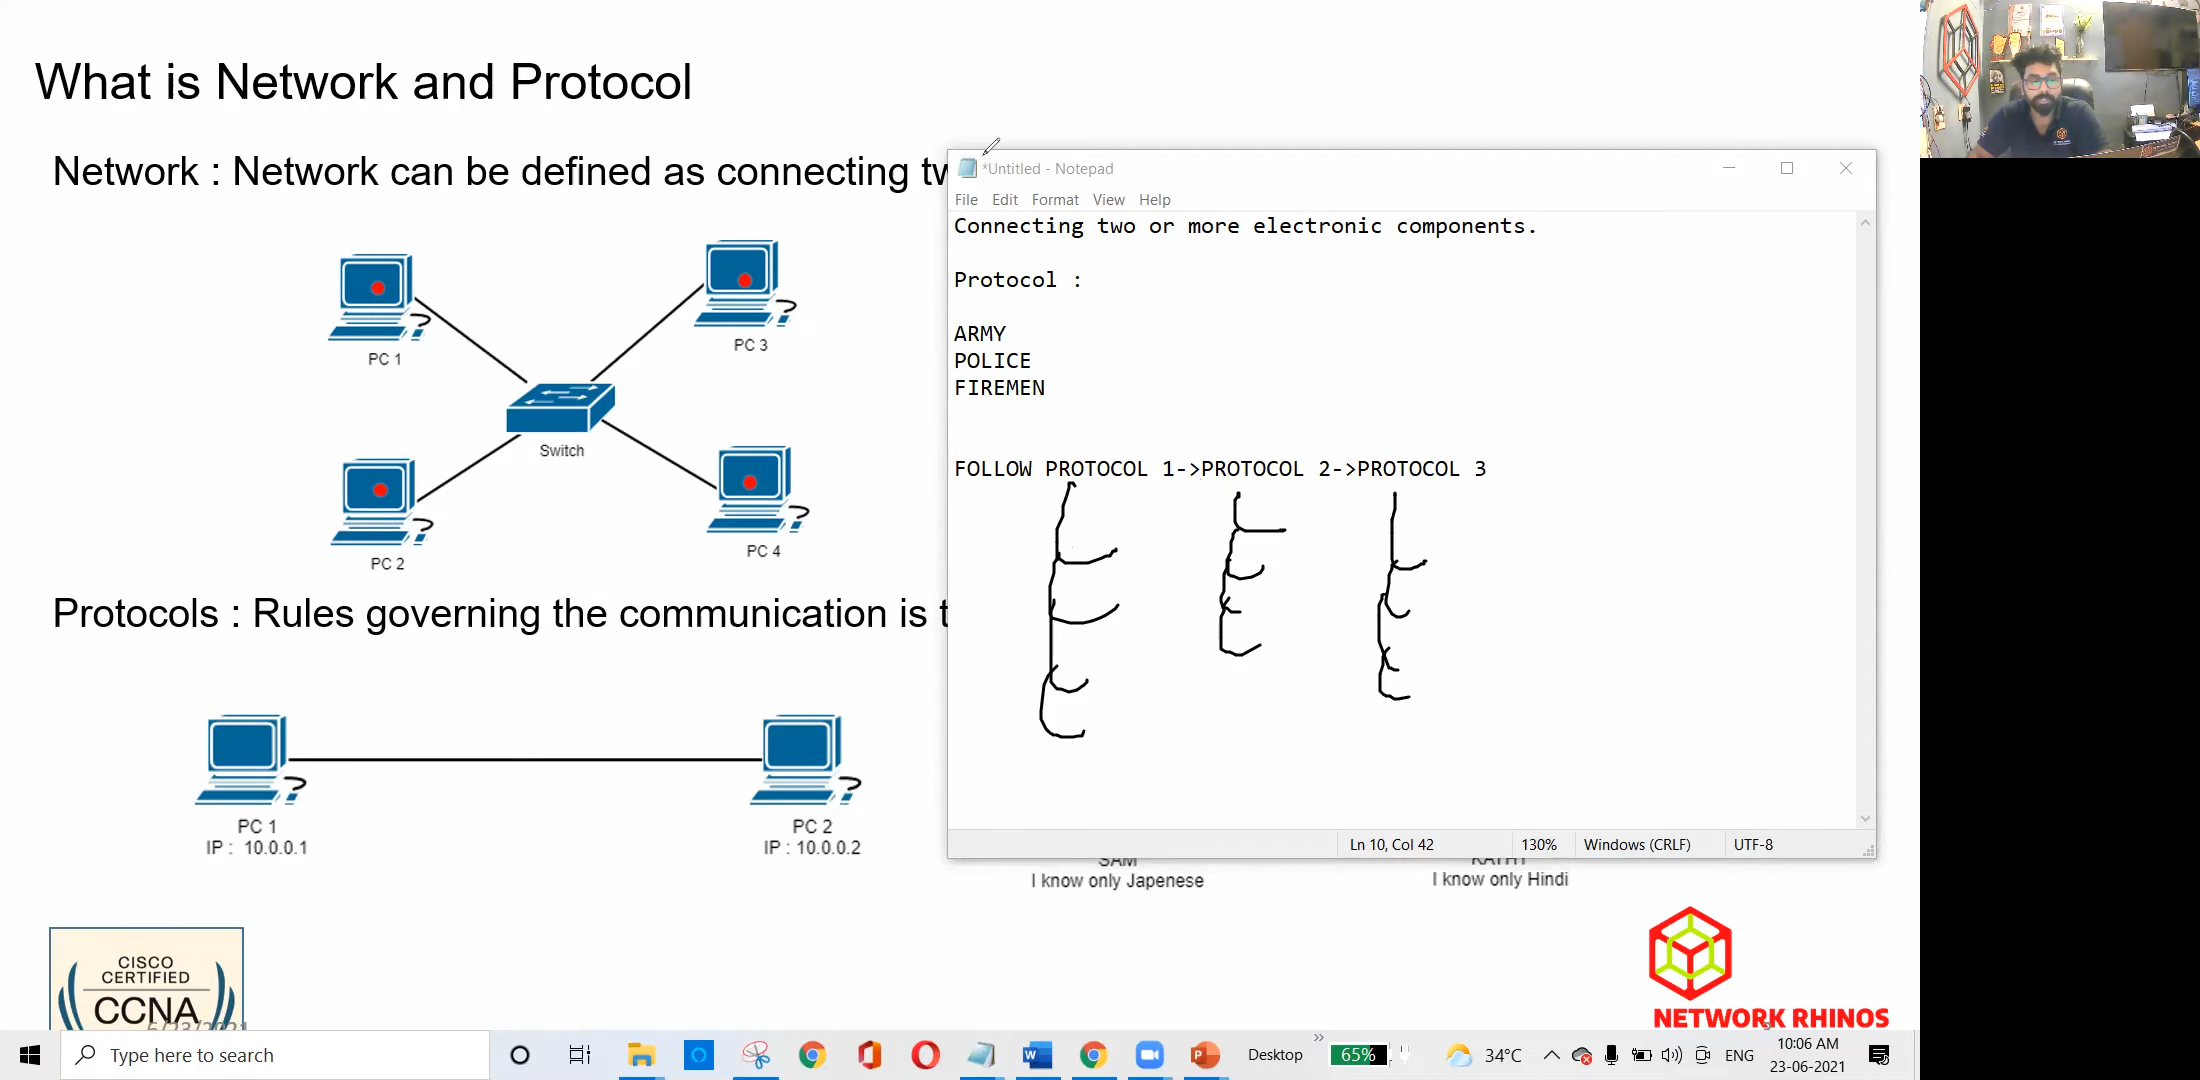 What is Network and Protocol
Network : Network can be defined as connecting tw
PC 1
PC 3
Switch
PC 2
PC 4
Protocols : Rules governing the communication is t
PC 1
IP : 10.0.0.1
PC 2
IP : 10.0.0.2
*Untitled - Notepad
File Edit Format View Help
Connecting two or more electronic components.
Protocol :
ARMY
POLICE
FIREMEN
FOLLOW PROTOCOL 1->PROTOCOL 2->PROTOCOL 3
Ln 10, Col 42 130% Windows (CRLF) UTF-8
SAM
I know only Japenese
KATHY
I know only Hindi
CISCO
CERTIFIED
CCNA
5/23/2021
NETWORK RHINOS
Type here to search
Desktop
65%
34°C
ENG
10:06 AM
23-06-2021